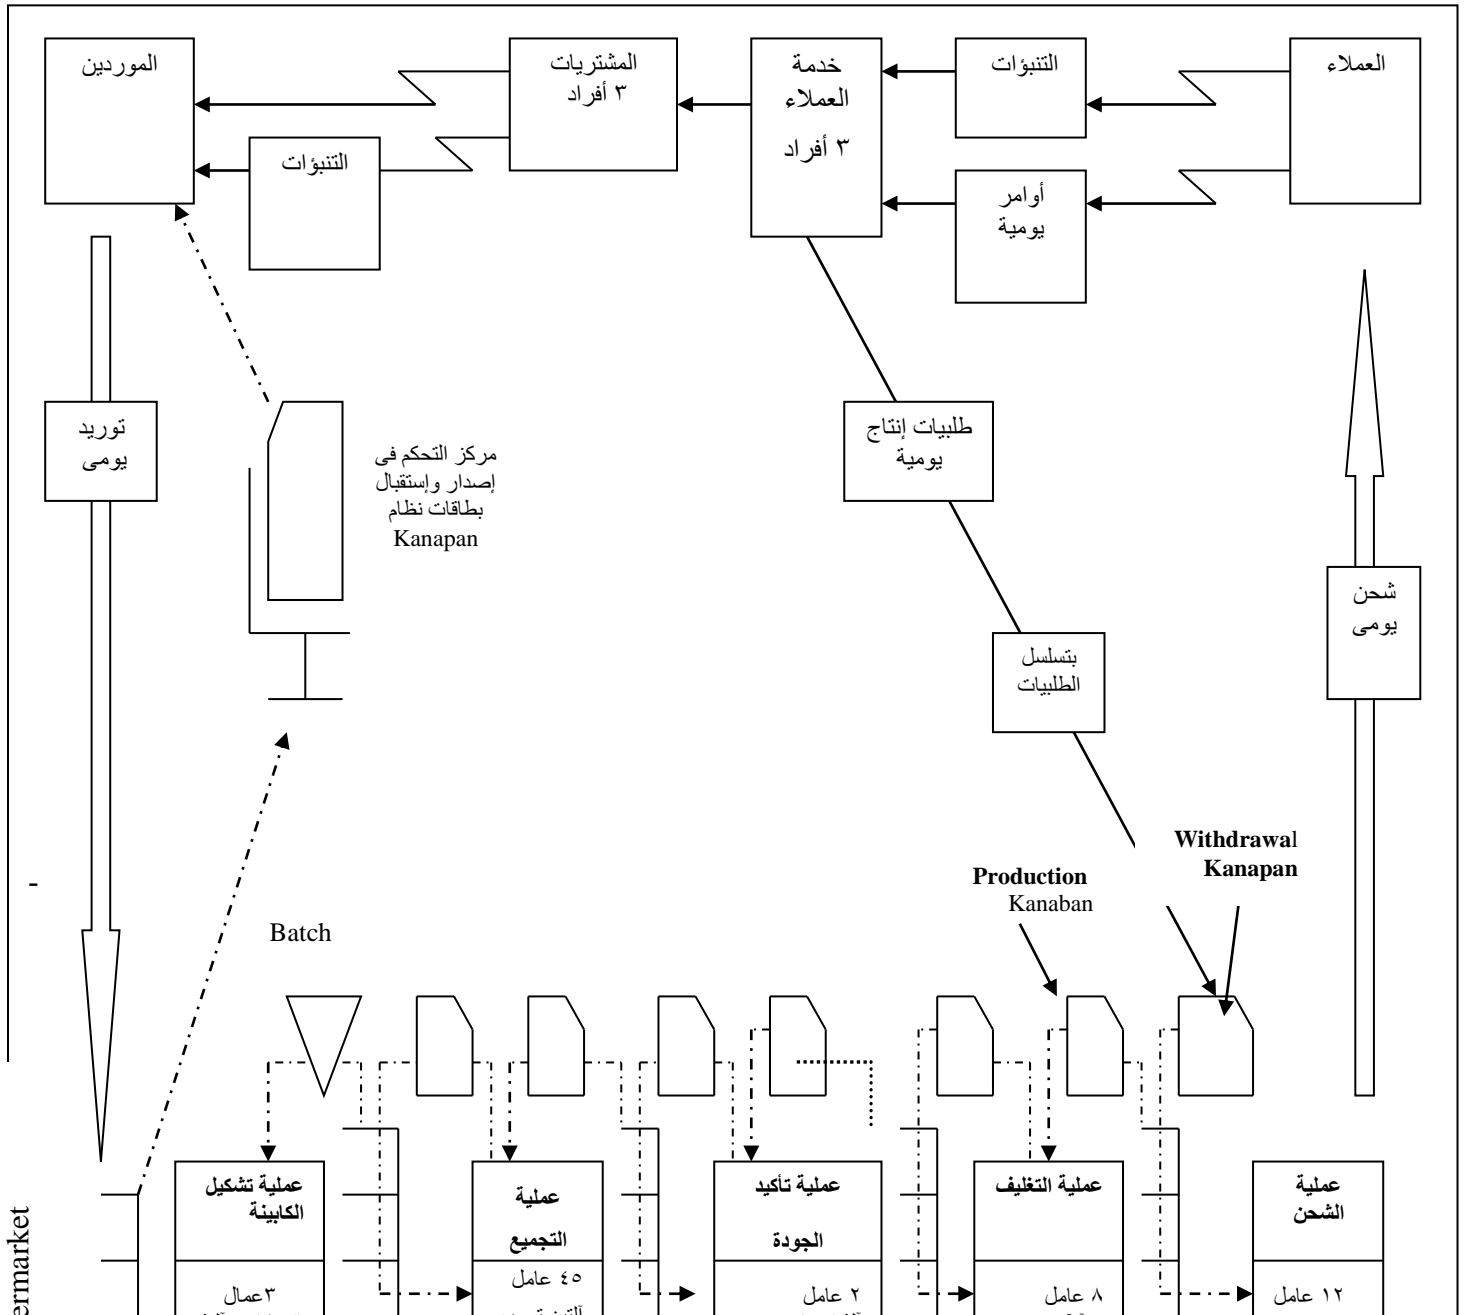 العملاء
التنبؤات
خدمة
العملاء
٣ أفراد
المشتريات
٣ أفراد
الموردين
التنبؤات
أوامر
يومية
توريد
يومى
مركز التحكم فى
إصدار وإستقبال
بطاقات نظام
Kanapan
طلبيات إنتاج
يومية
شحن
يومى
بتسلسل
الطلبيات
Withdrawal
Kanapan
Production
Kanaban
-
Batch
عملية تشكيل
الكابينة
٣عمال
عملية
التجميع
٤٥ عامل
عملية تأكيد
الجودة
٢ عامل
عملية التغليف
٨ عامل
عملية
الشحن
١٢ عامل
ermarket